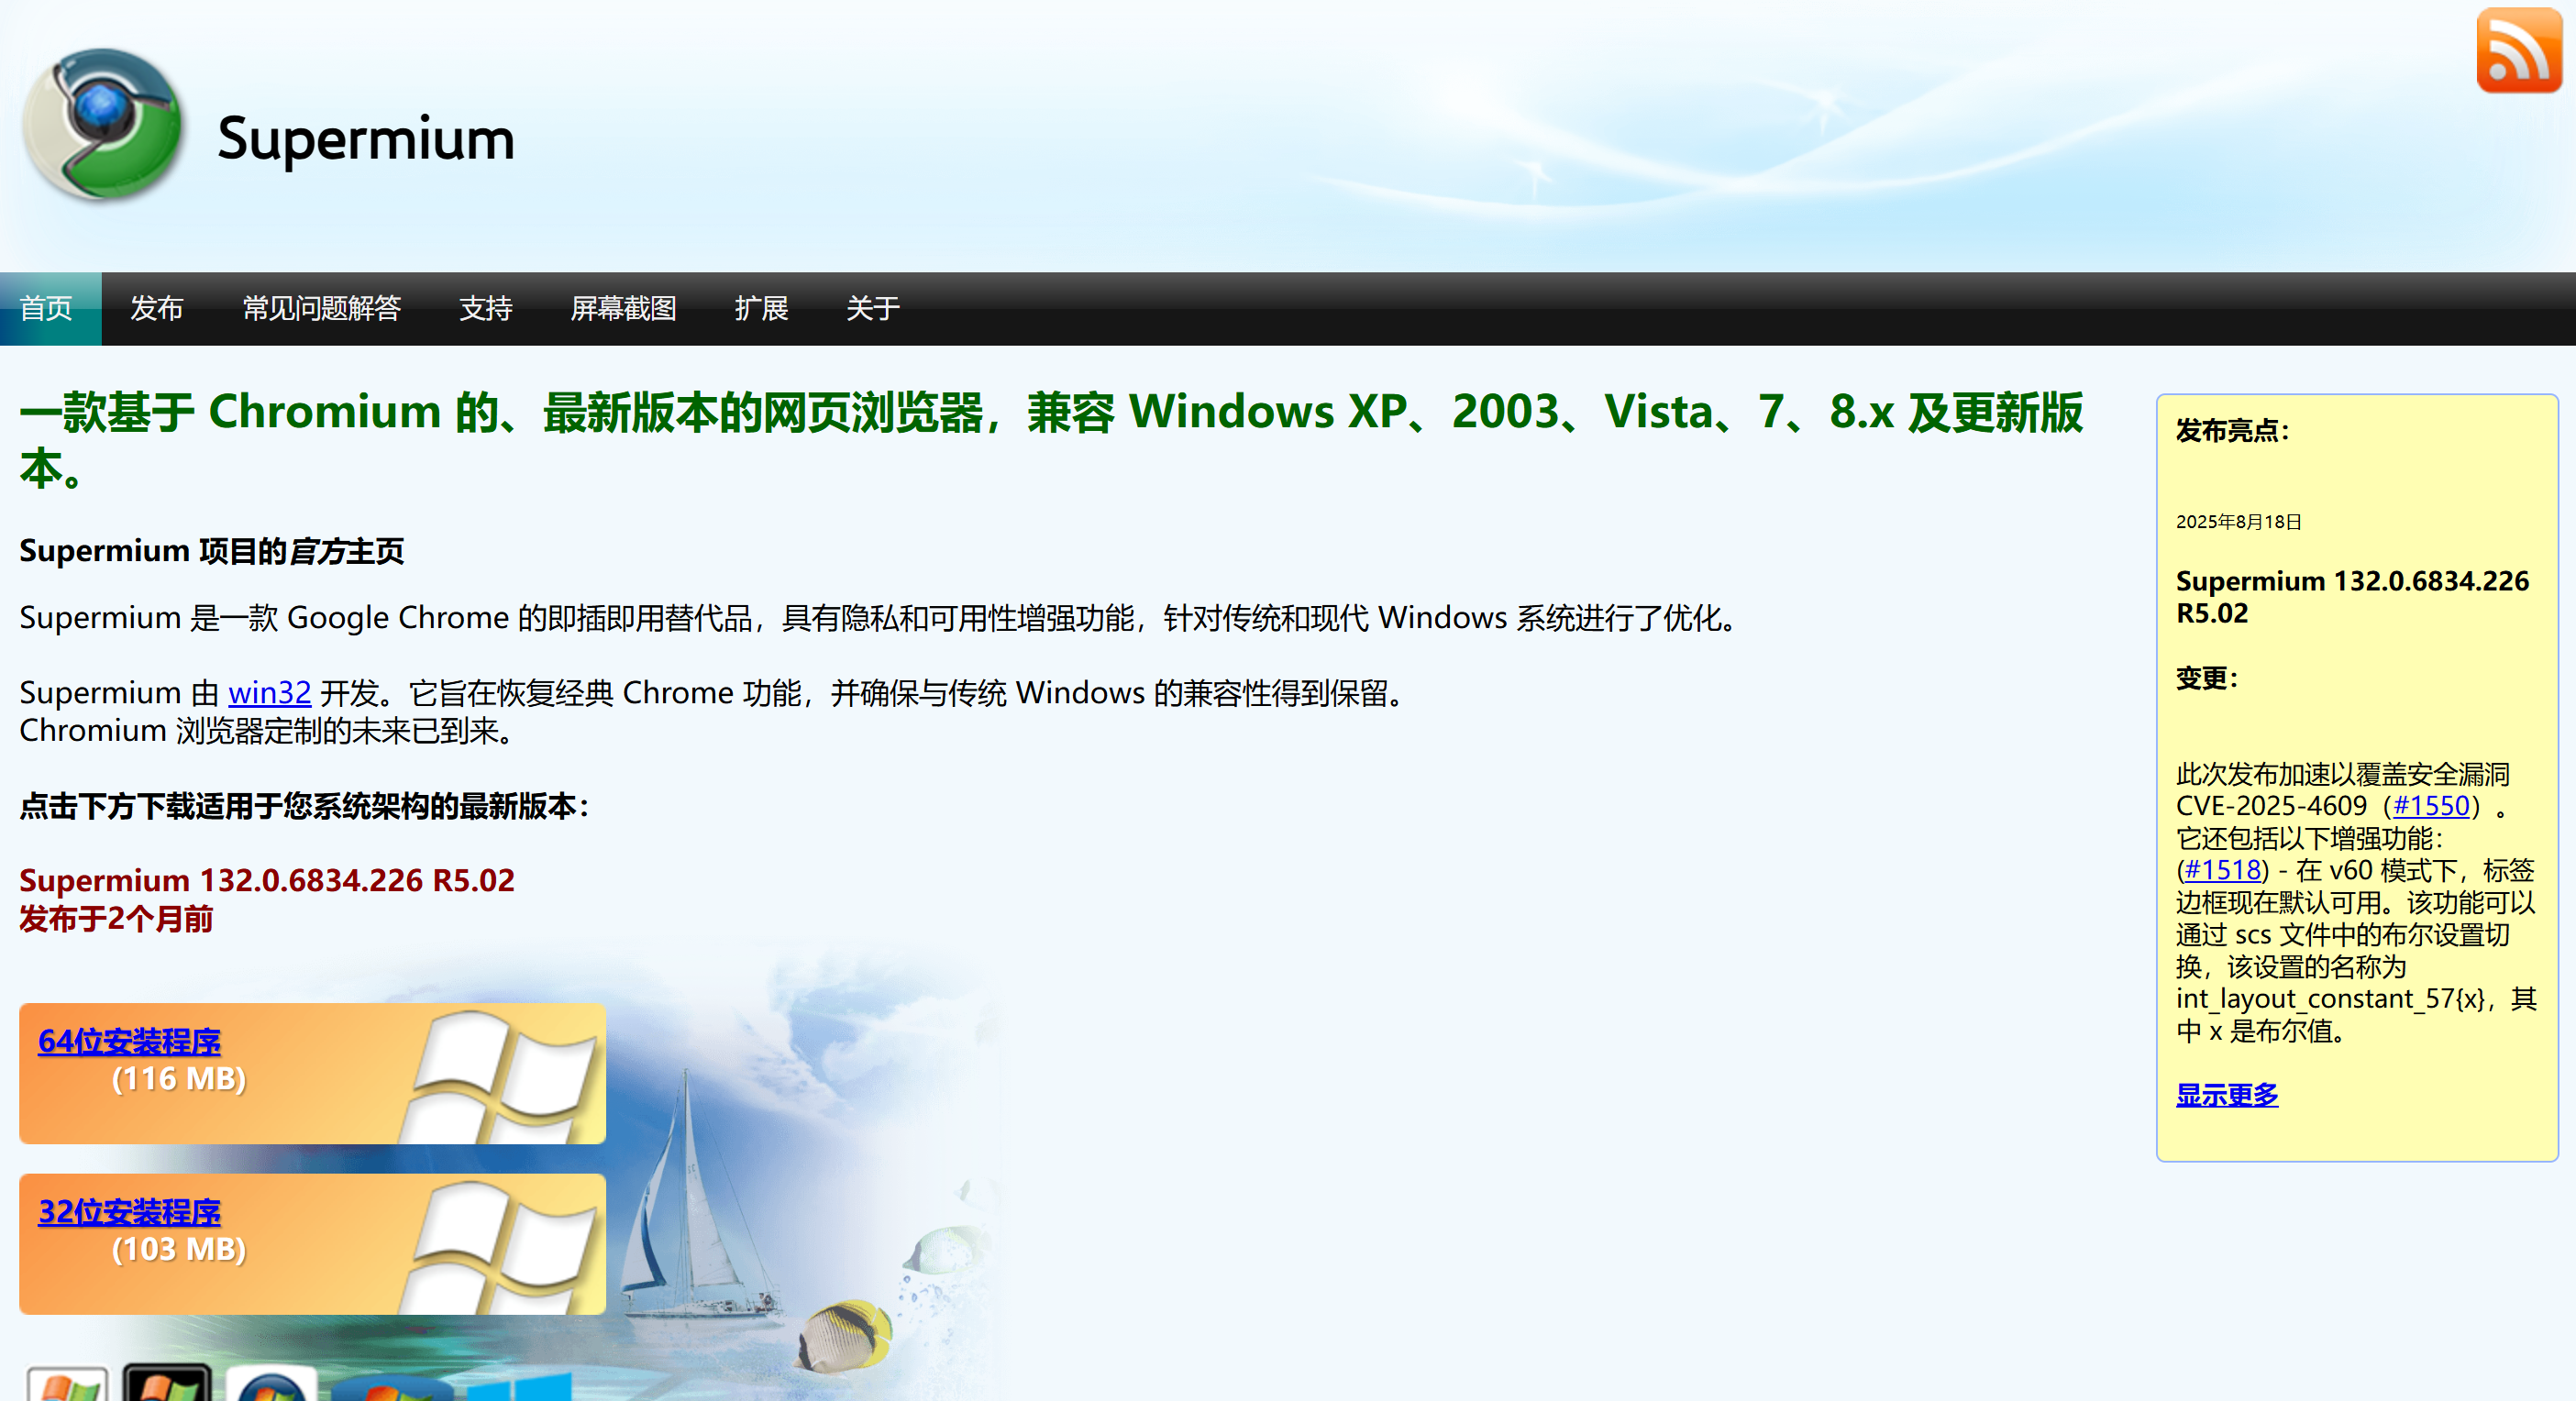 Supermium
首页 发布 常见问题解答 支持 屏幕截图 扩展 关于
一款基于 Chromium 的、最新版本的网页浏览器，兼容 Windows XP、2003、Vista、7、8.x 及更新版
本。
Supermium 项目的官方主页
Supermium 是一款 Google Chrome 的即插即用替代品，具有隐私和可用性增强功能，针对传统和现代 Windows 系统进行了优化。
Supermium 由 win32 开发。它旨在恢复经典 Chrome 功能，并确保与传统 Windows 的兼容性得到保留。
Chromium 浏览器定制的未来已到来。
点击下方下载适用于您系统架构的最新版本：
Supermium 132.0.6834.226 R5.02
发布于2个月前
64位安装程序
(116 MB)
32位安装程序
(103 MB)
发布亮点：
2025年8月18日
Supermium 132.0.6834.226
R5.02
变更：
此次发布加速以覆盖安全漏洞
CVE-2025-4609（#1550）。
它还包括以下增强功能：
(#1518) - 在 v60 模式下，标签
边框现在默认可用。该功能可以
通过 scs 文件中的布尔设置切
换，该设置的名称为
int_layout_constant_57{x}，其
中 x 是布尔值。
显示更多